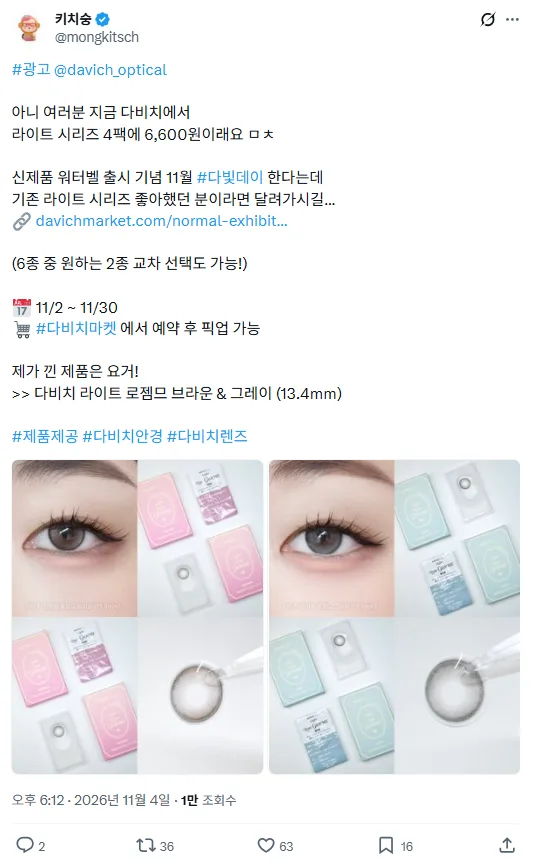 키치숭
@mongkitsch
#광고 @davich_optical
아니 여러분 지금 다비치에서
라이트 시리즈 4팩에 6,600원이래요 ㅁㅊ
신제품 워터벨 출시 기념 11월 #다빛데이 한다는데
기존 라이트 시리즈 좋아했던 분이라면 달려가시길...
davichmarket.com/normal-exhibit...
(6종 중 원하는 2종 교차 선택도 가능!)
11/2 ~ 11/30
#다비치마켓 에서 예약 후 픽업 가능
제가 낀 제품은 요거!
>> 다비치 라이트 로젬므 브라운 & 그레이 (13.4mm)
#제품제공 #다비치안경 #다비치렌즈
오후 6:12 · 2026년 11월 4일 · 1만 조회수
2 36 63 16